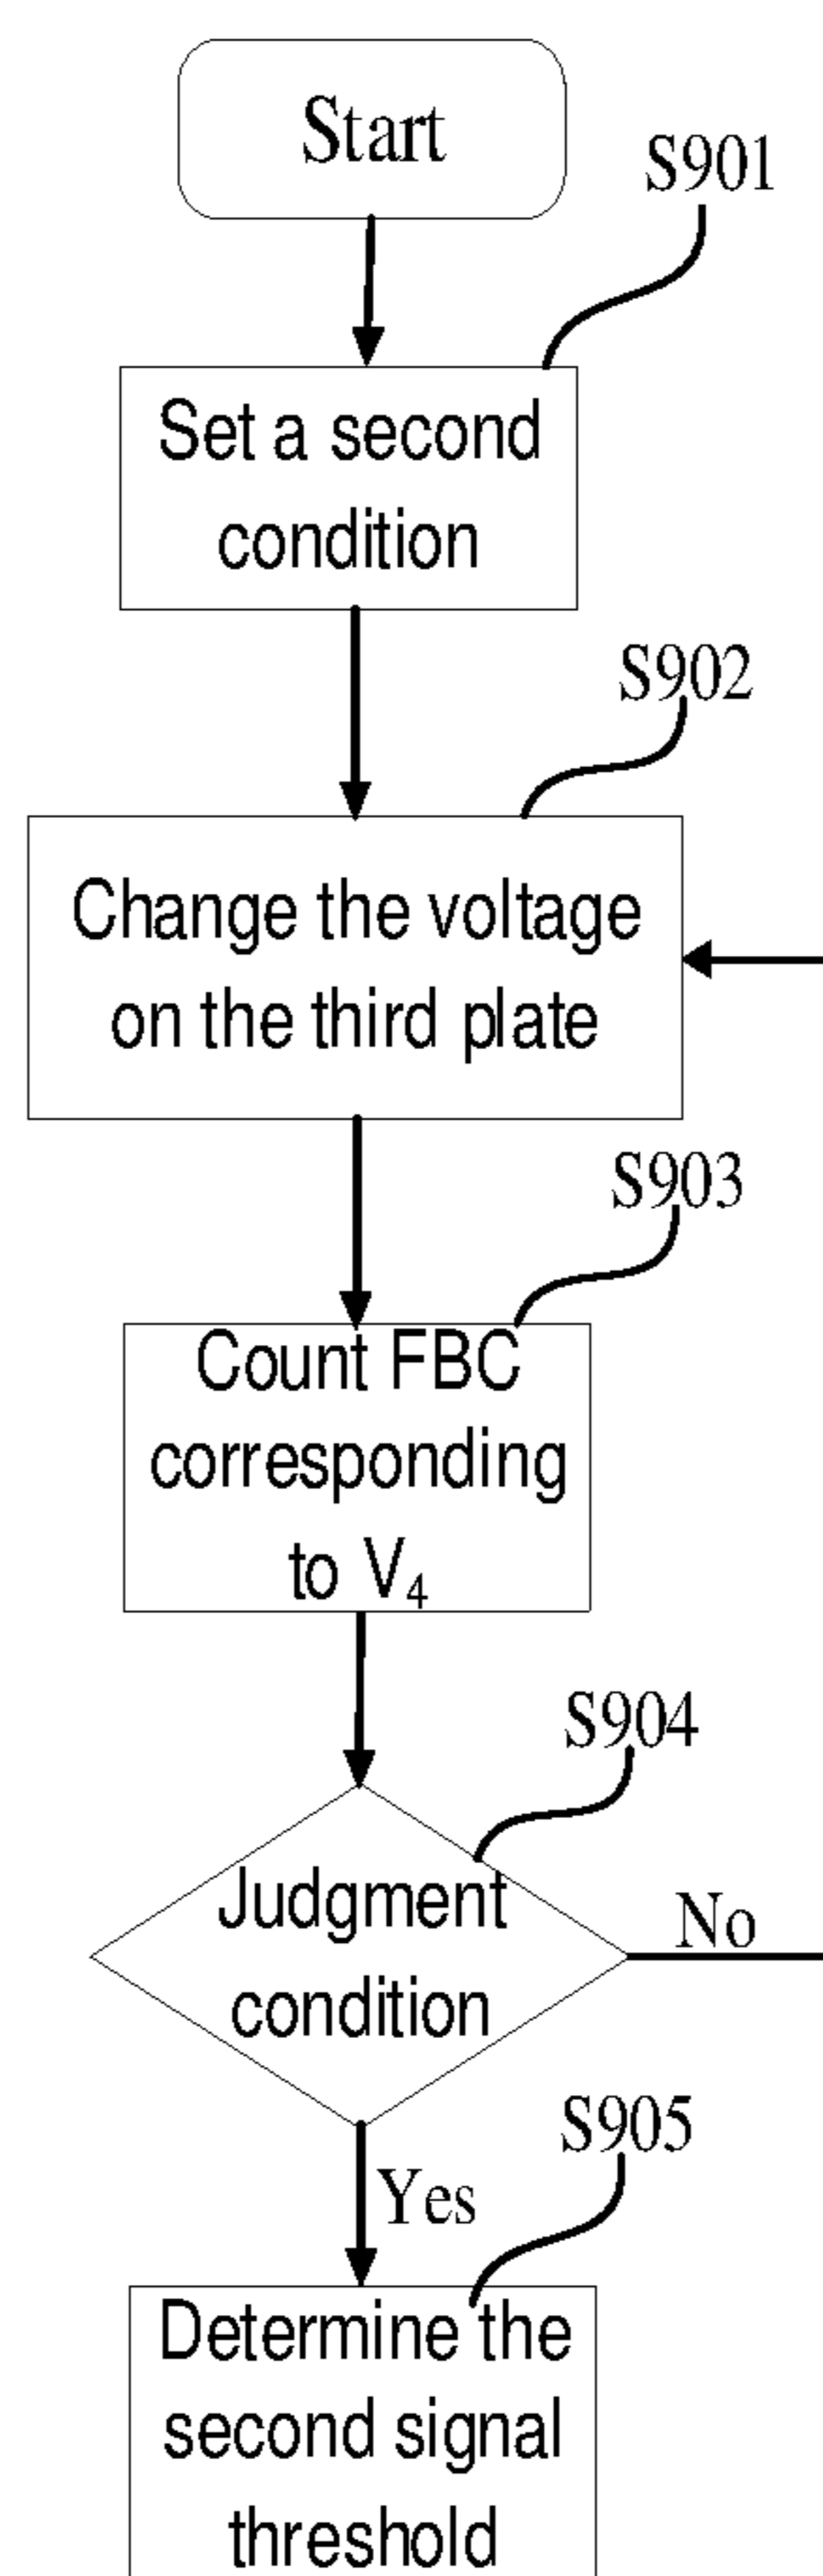 Start
S901
Set a second
condition
S902
Change the voltage
on the third plate
S903
Count FBC
corresponding
to V₄
S904
Judgment
condition
No
Yes
S905
Determine the
second signal
threshold